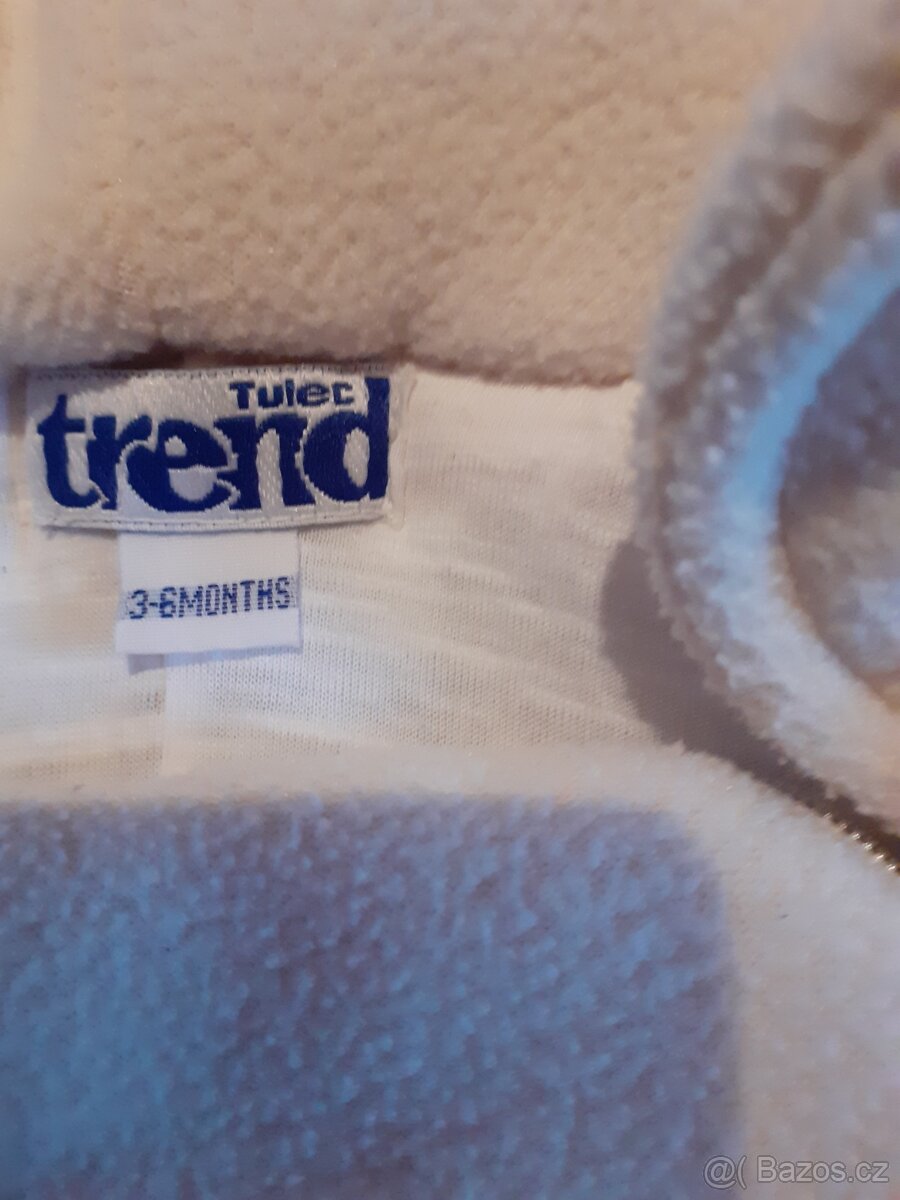 Tulec
trend
3-6MONTHS
@( Bazos.cz